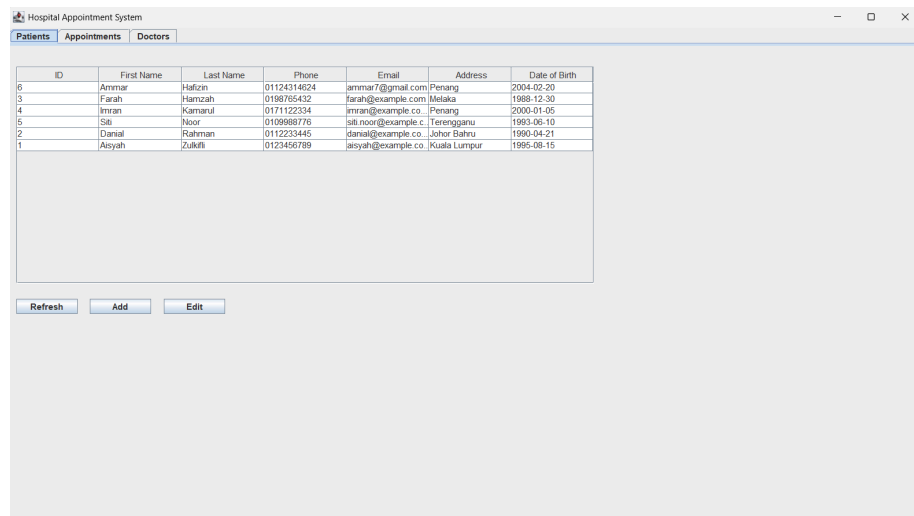 Hospital Appointment System
Patients Appointments Doctors
ID First Name Last Name Phone Email Address Date of Birth
6 Ammar Hafizin 01124314624 ammar7@gmail.com Penang 2004-02-20
3 Farah Hamzah 0198765432 farah@example.com Melaka 1988-12-30
4 Imran Kamarul 0171122334 imran@example.co... Penang 2000-01-05
5 Siti Noor 0109988776 siti.noor@example.c... Terengganu 1993-06-10
2 Danial Rahman 0112233445 danial@example.co... Johor Bahru 1990-04-21
1 Aisyah Zulkifli 0123456789 aisyah@example.co... Kuala Lumpur 1995-08-15
Refresh Add Edit